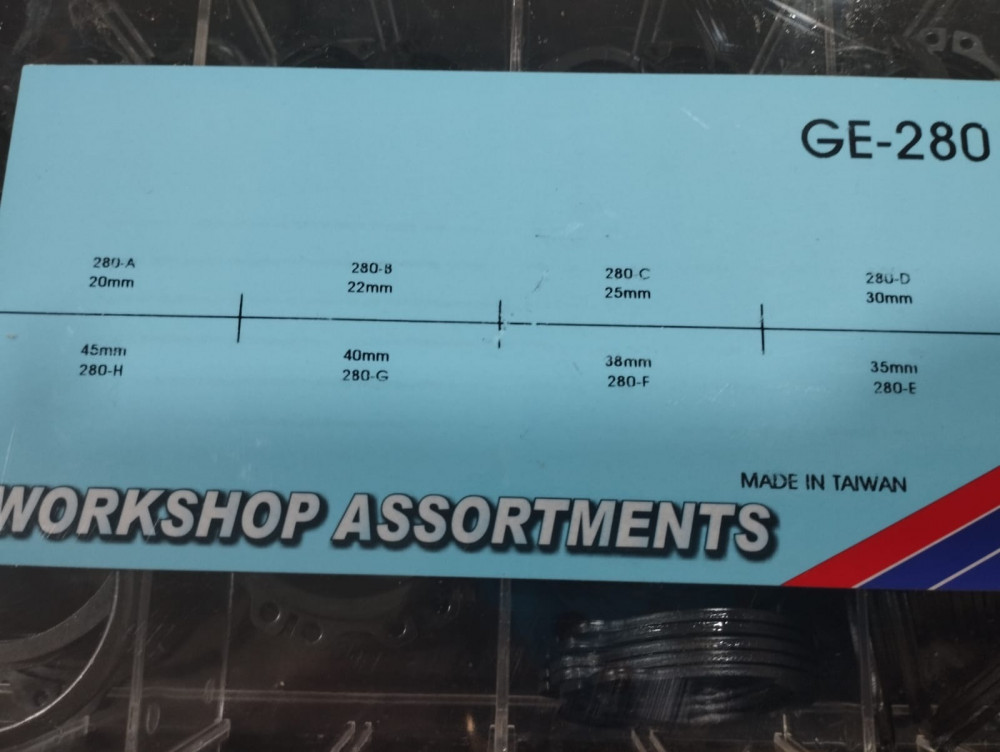 GE-280
280-A 280-B 280-C 280-D
20mm 22mm 25mm 30mm
45mm 40mm 38mm 35mm
280-H 280-G 280-F 280-E
MADE IN TAIWAN
WORKSHOP ASSORTMENTS